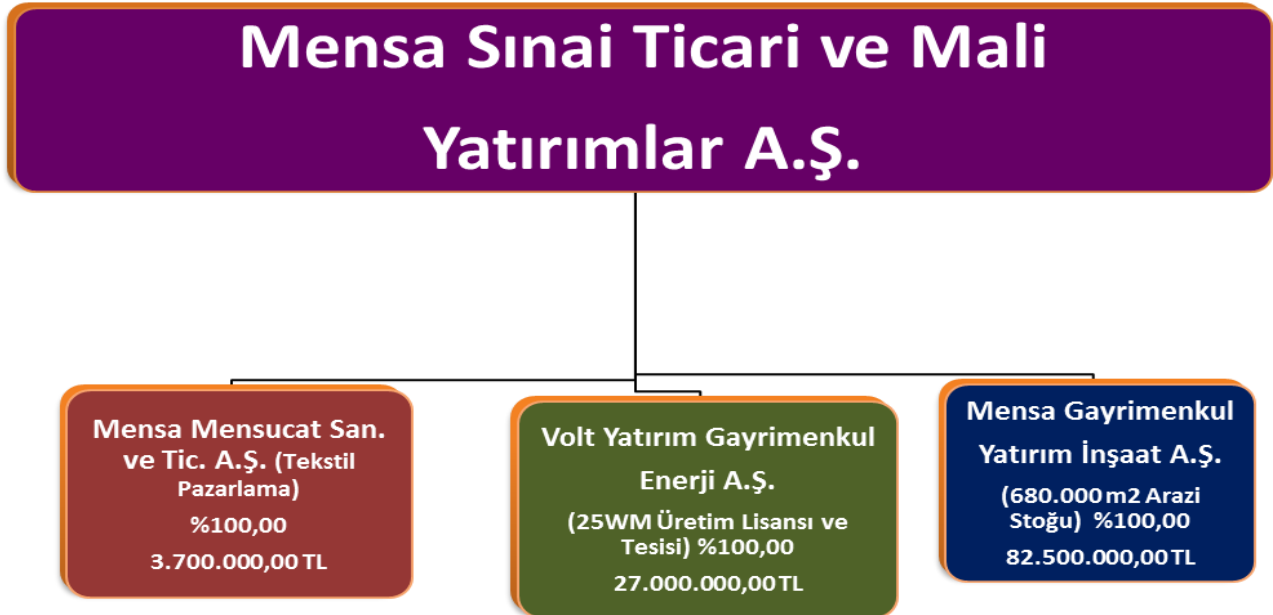 Mensa Sınai Ticari ve Mali
Yatırımlar A.Ş.
Mensa Mensucat San.
ve Tic. A.Ş. (Tekstil
Pazarlama)
%100,00
3.700.000,00 TL
Volt Yatırım Gayrimenkul
Enerji A.Ş.
(25WM Üretim Lisansı ve
Tesisi) %100,00
27.000.000,00 TL
Mensa Gayrimenkul
Yatırım İnşaat A.Ş.
(680.000 m2 Arazi
Stoğu) %100,00
82.500.000,00 TL